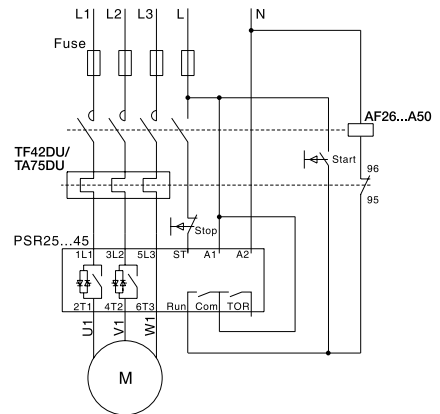 L1 L2 L3 L N
Fuse
AF26...A50
TF42DU/
TA75DU
Start
96
95
Stop
PSR25...45
1L1 3L2 5L3 ST A1 A2
2T1 4T2 6T3 Run Com TOR
U1 V1 W1
M